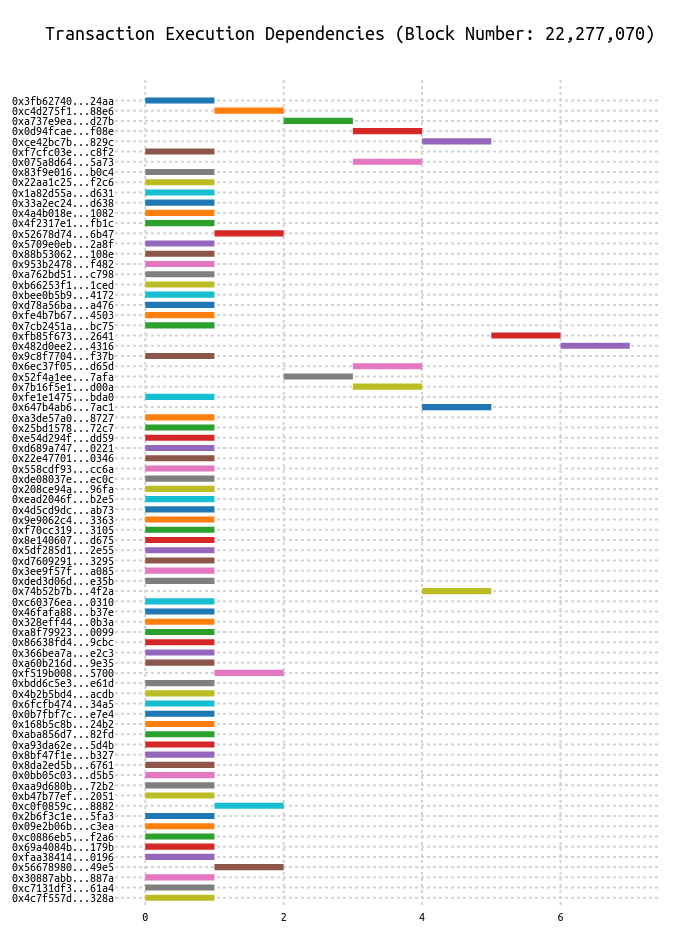 Transaction Execution Dependencies (Block Number: 22,277,070)
0x3fb62740...24aa
0xc4d275f1...88e6
0xa737e9ea...d27b
0x0d94fcae...f08e
0xce42bc7b...829c
0xf7cfc03e...c8f2
0x075a8d64...5a73
0x83f9e016...b0c4
0x22aa1c25...f2c6
0x1a82d55a...d631
0x33a2ec24...d638
0x4a4b018e...1082
0x4f2317e1...fb1c
0x52678d74...6b47
0x5709e0eb...2a8f
0x88b53062...108e
0x953b2478...f482
0xa762bd51...c798
0xb66253f1...1ced
0xbee0b5b9...4172
0xd78a56ba...a476
0xfe4b7b67...4503
0x7cb2451a...bc75
0xfb85f673...2641
0x482d0ee2...4316
0x9c8f7704...f37b
0x6ec37f05...d65d
0x52f4a1ee...7afa
0x7b16f5e1...d00a
0xfe1e1475...bda0
0x647b4ab6...7ac1
0xa3de57a0...8727
0x25bd1578...72c7
0xe54d294f...dd59
0xd689a747...0221
0x22e47701...0346
0x558cdf93...cc6a
0xde08037e...ec0c
0x208ce94a...96fa
0xead2046f...b2e5
0x4d5cd9dc...ab73
0x9e9062c4...3363
0xf70cc319...3105
0x8e140607...d675
0x5df285d1...2e55
0xd7609291...3295
0x3ee9f57f...a085
0xded3d06d...e35b
0x74b52b7b...4f2a
0xc60376ea...0310
0x46fafa88...b37e
0x328eff44...0b3a
0xa8f79923...0099
0x86638fd4...9cbc
0x366bea7a...e2c3
0xa60b216d...9e35
0xf519b008...5700
0xbdd6c5e3...e61d
0x4b2b5bd4...acdb
0x6fcfb474...34a5
0x0b7fbf7c...e7e4
0x168b5c8b...24b2
0xaba856d7...82fd
0xa93da62e...5d4b
0x8bf47f1e...b327
0x8da2ed5b...6761
0x0bb05c03...d5b5
0xaa9d680b...72b2
0xb47b77ef...2051
0xc0f0859c...8882
0x2b6f3c1e...5fa3
0x09e2b06b...c3ea
0xc0886eb5...f2a6
0x69a4084b...179b
0xfaa38414...0196
0x56678980...49e5
0x30887abb...887a
0xc7131df3...61a4
0x4c7f557d...328a
0 2 4 6